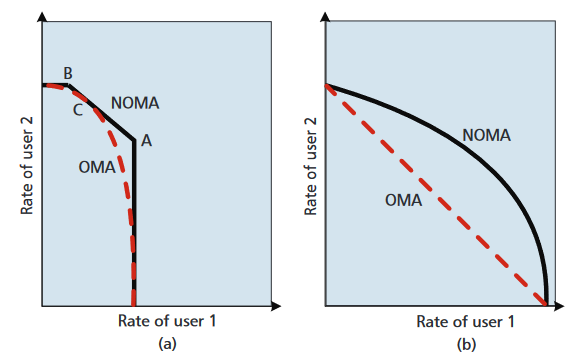 B
C
NOMA
A
OMA
Rate of user 2
Rate of user 1
(a)
NOMA
OMA
Rate of user 2
Rate of user 1
(b)